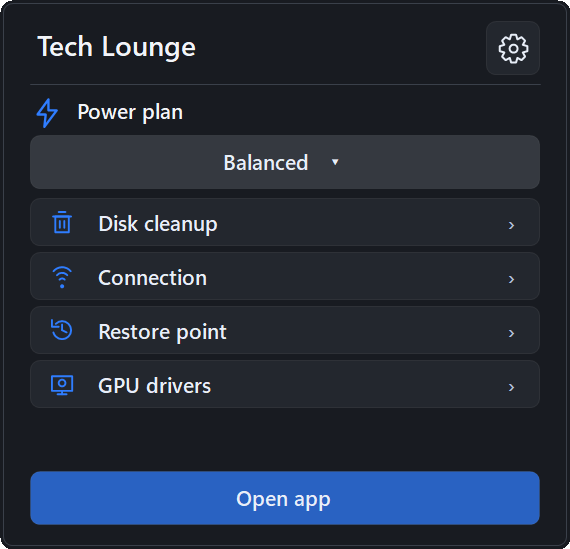 Tech Lounge
Power plan
Balanced
Disk cleanup
Connection
Restore point
GPU drivers
Open app